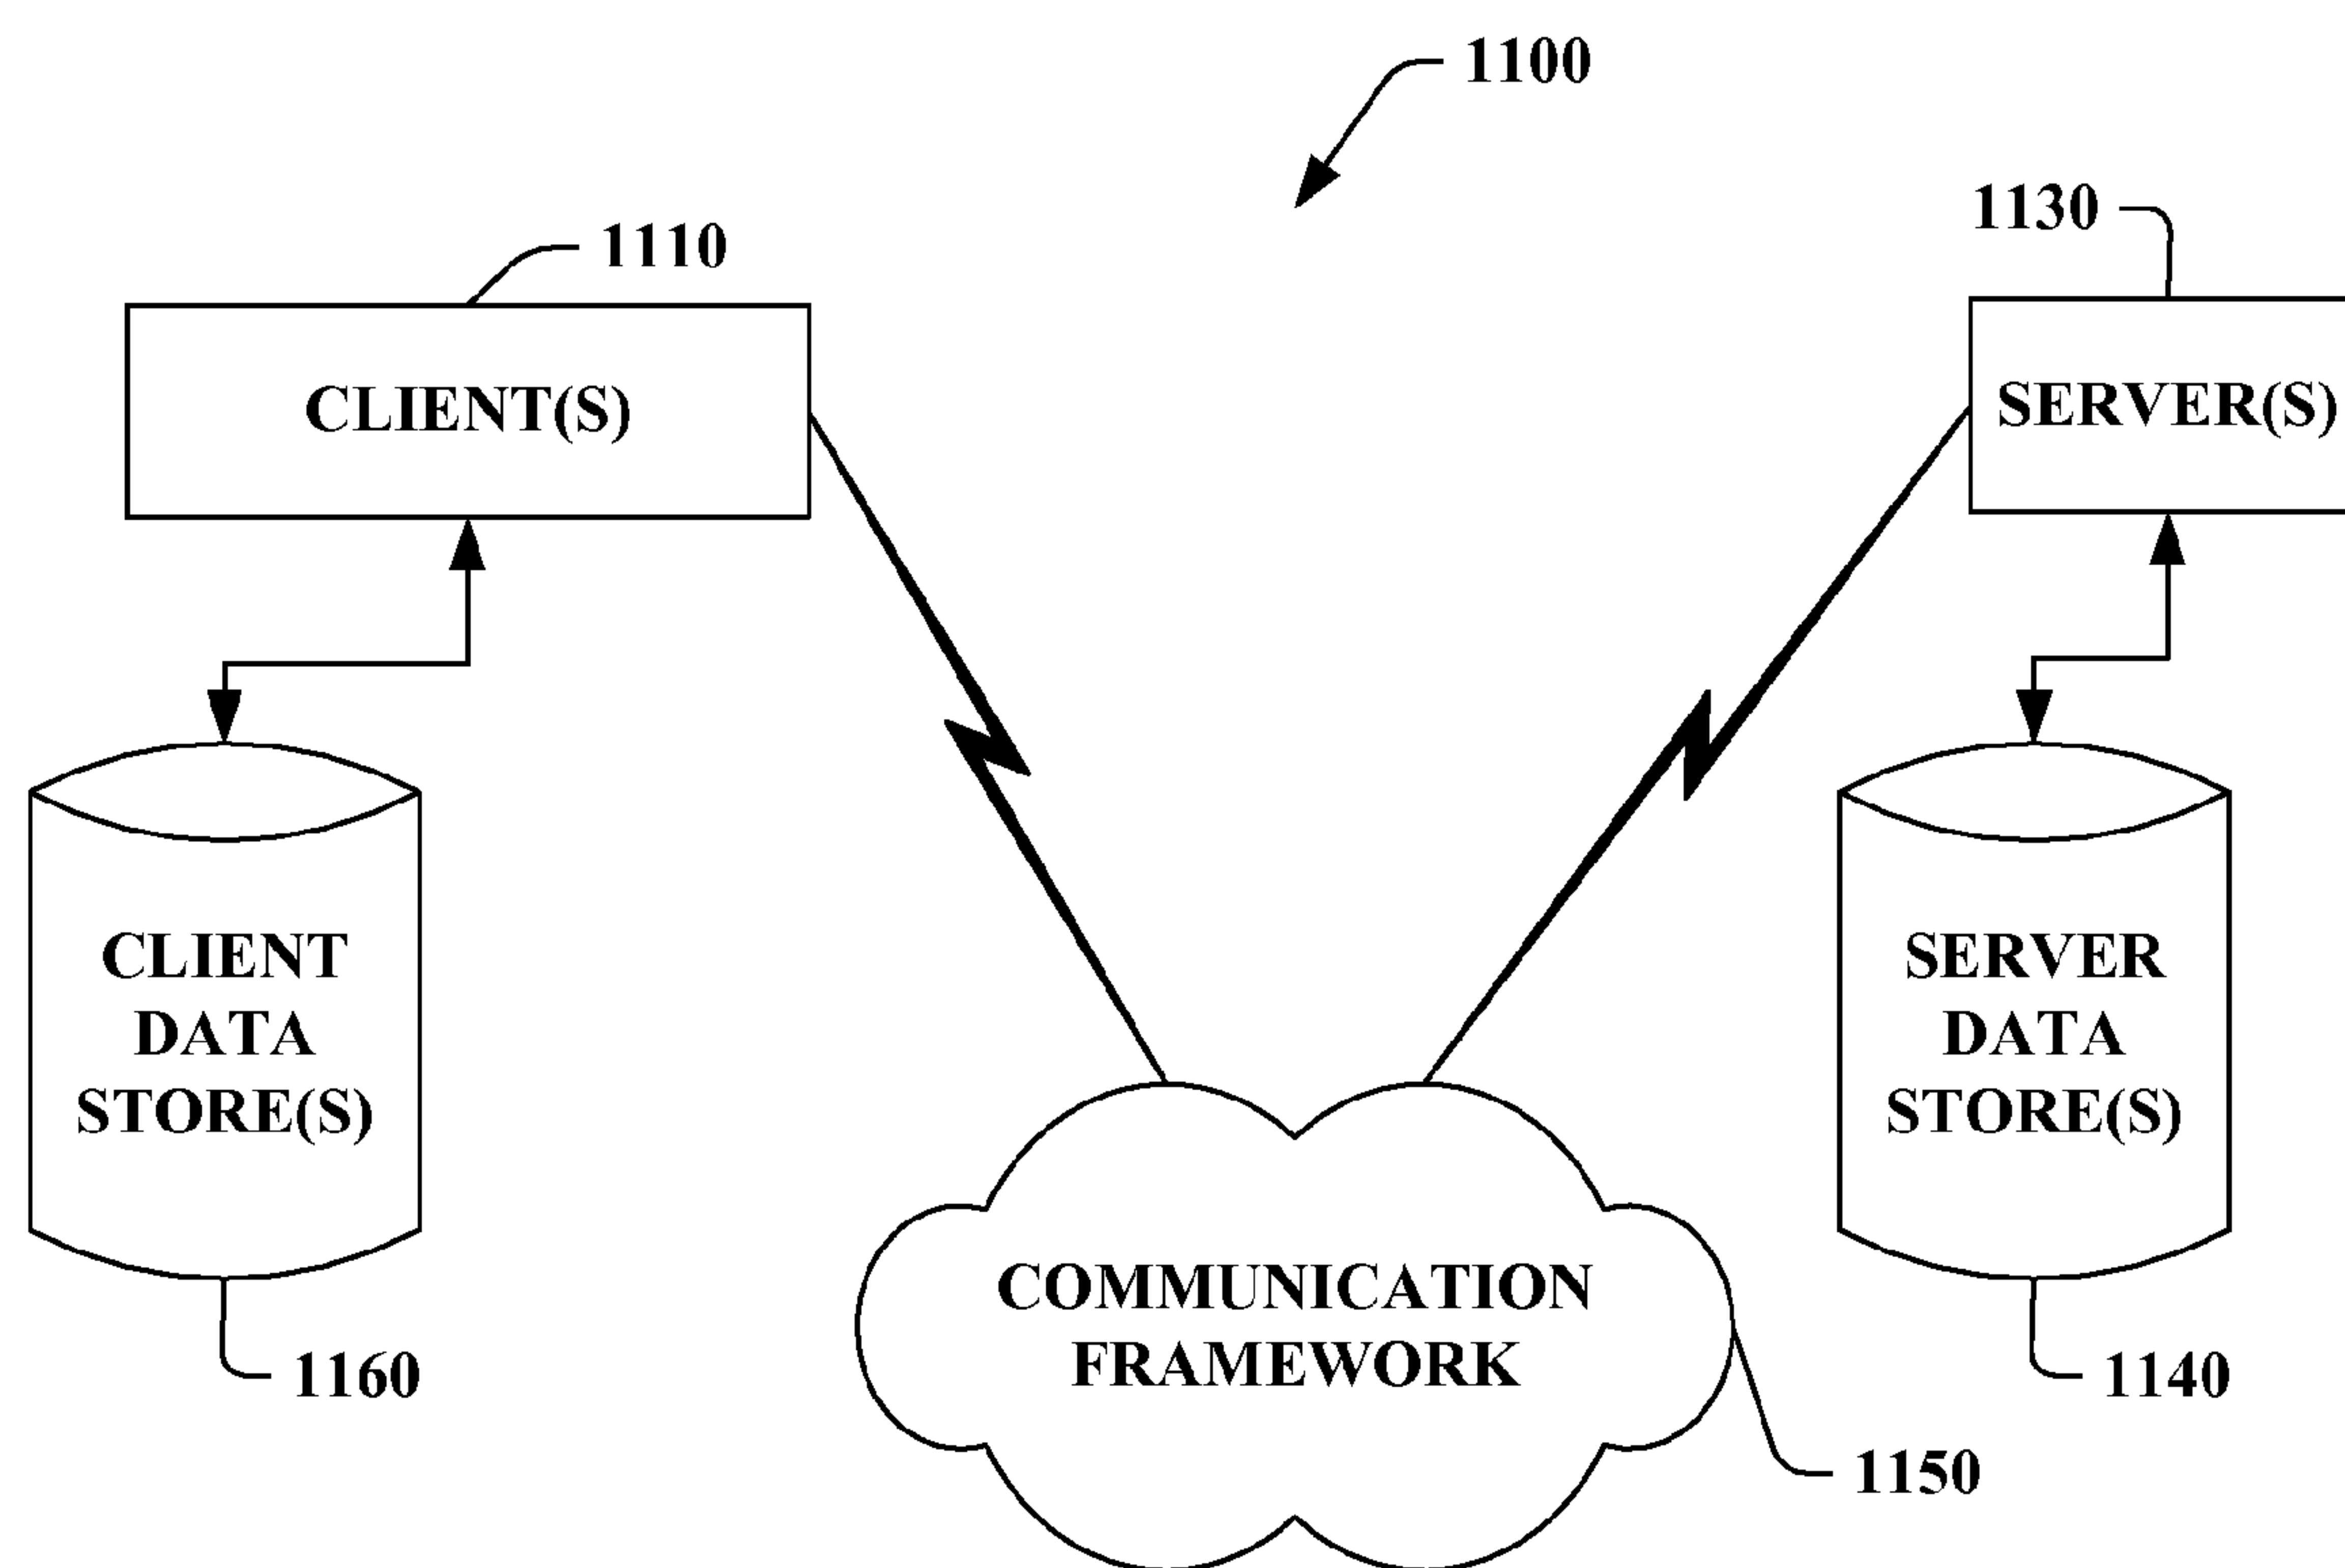 1100
1110
1130
CLIENT(S)
SERVER(S)
CLIENT
DATA
STORE(S)
SERVER
DATA
STORE(S)
COMMUNICATION
FRAMEWORK
1160
1140
1150